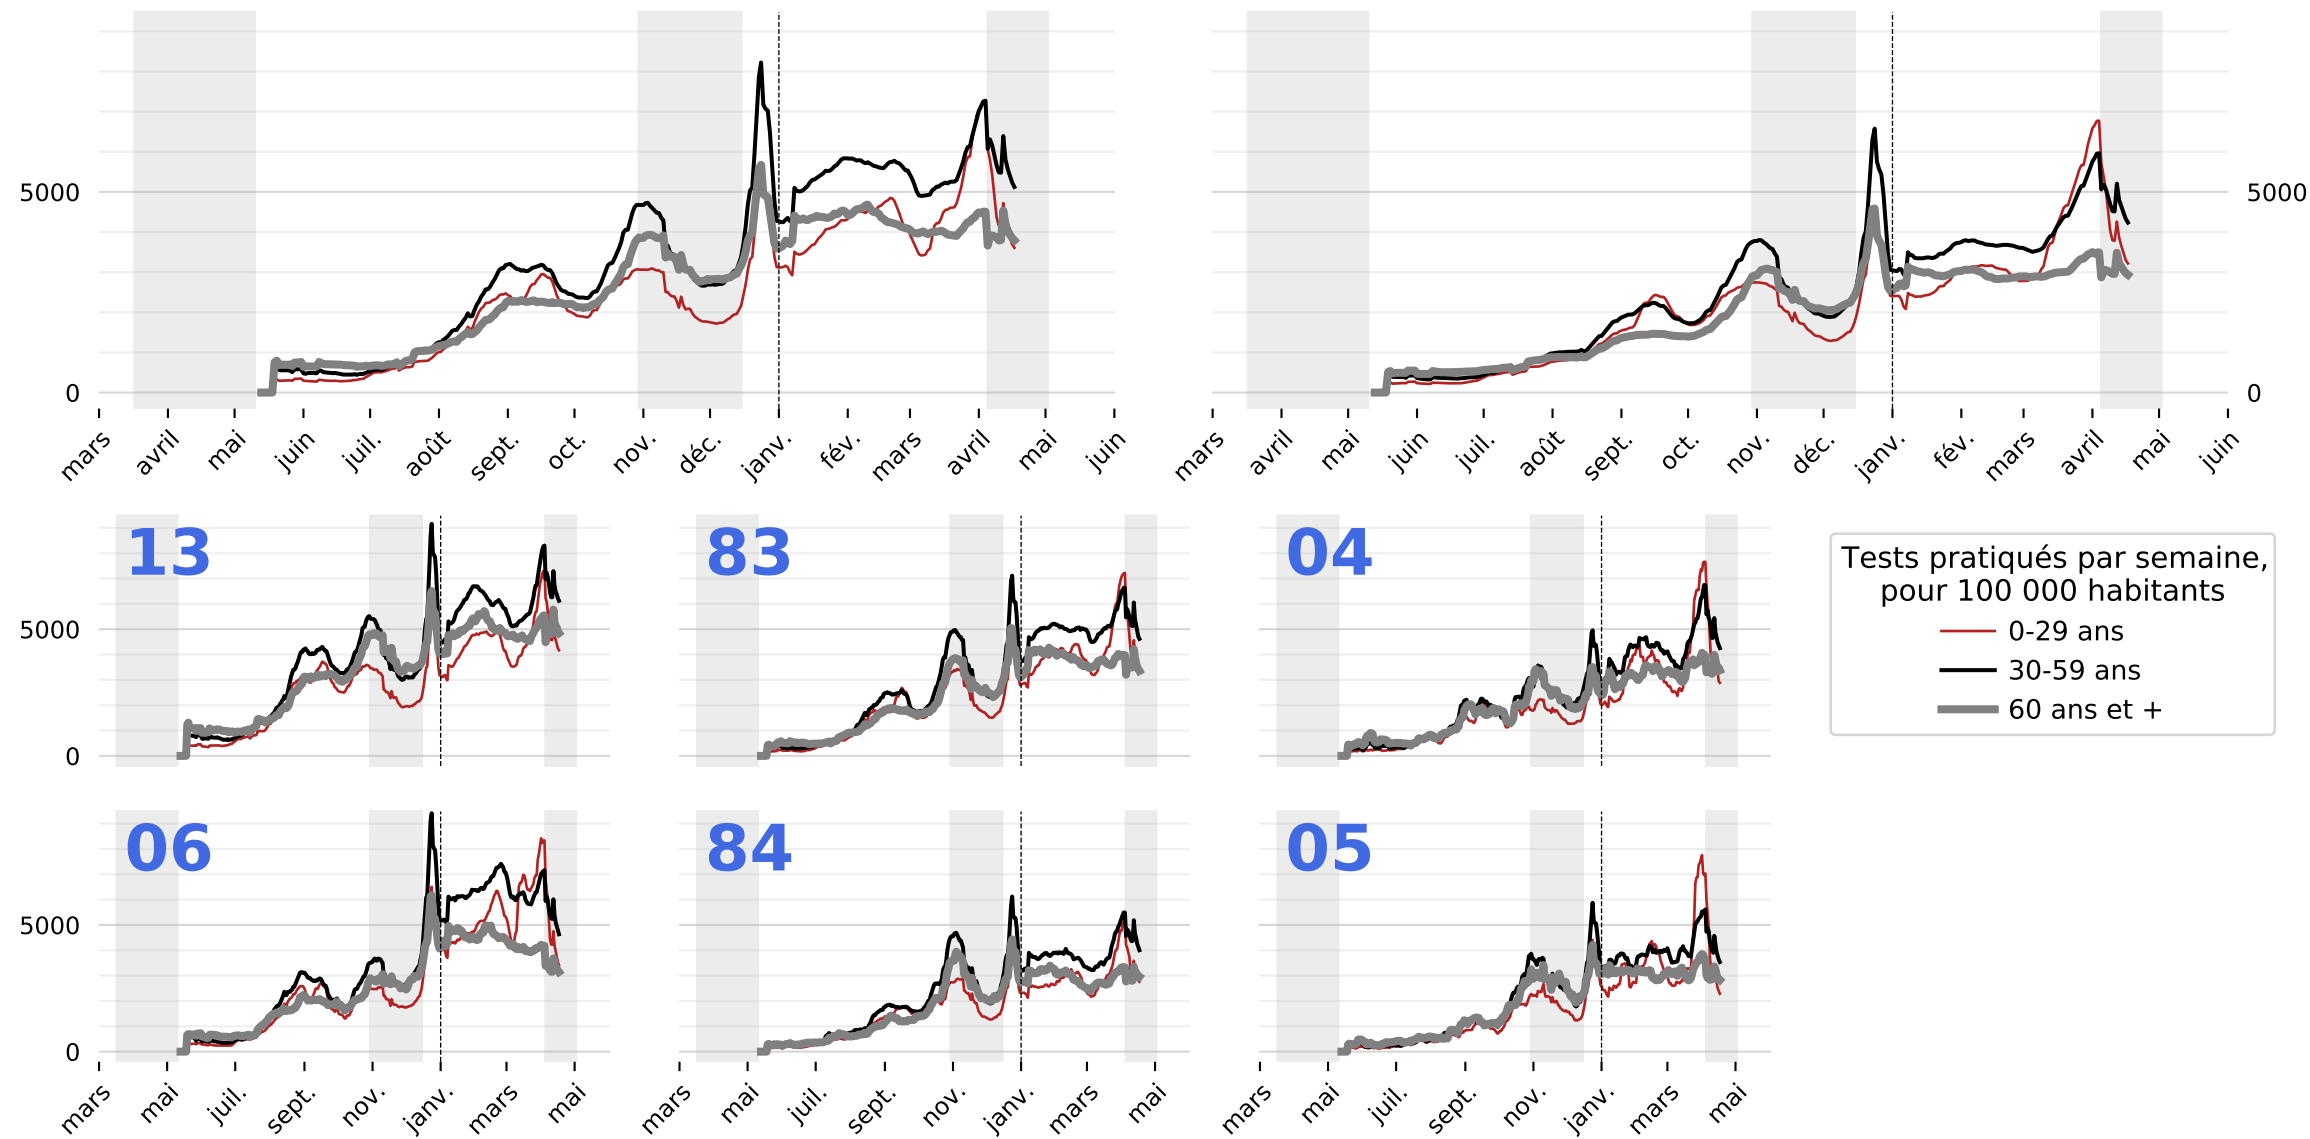 5000
0
mars avril mai juin juil. août sept. oct. nov. déc. janv. fév. mars avril mai juin
5000
0
mars avril mai juin juil. août sept. oct. nov. déc. janv. fév. mars avril mai juin
13
5000
0
83
04
Tests pratiqués par semaine,
pour 100 000 habitants
0-29 ans
30-59 ans
60 ans et +
06
5000
0
mars mai juil. sept. nov. janv. mars mai
84
mars mai juil. sept. nov. janv. mars mai
05
mars mai juil. sept. nov. janv. mars mai